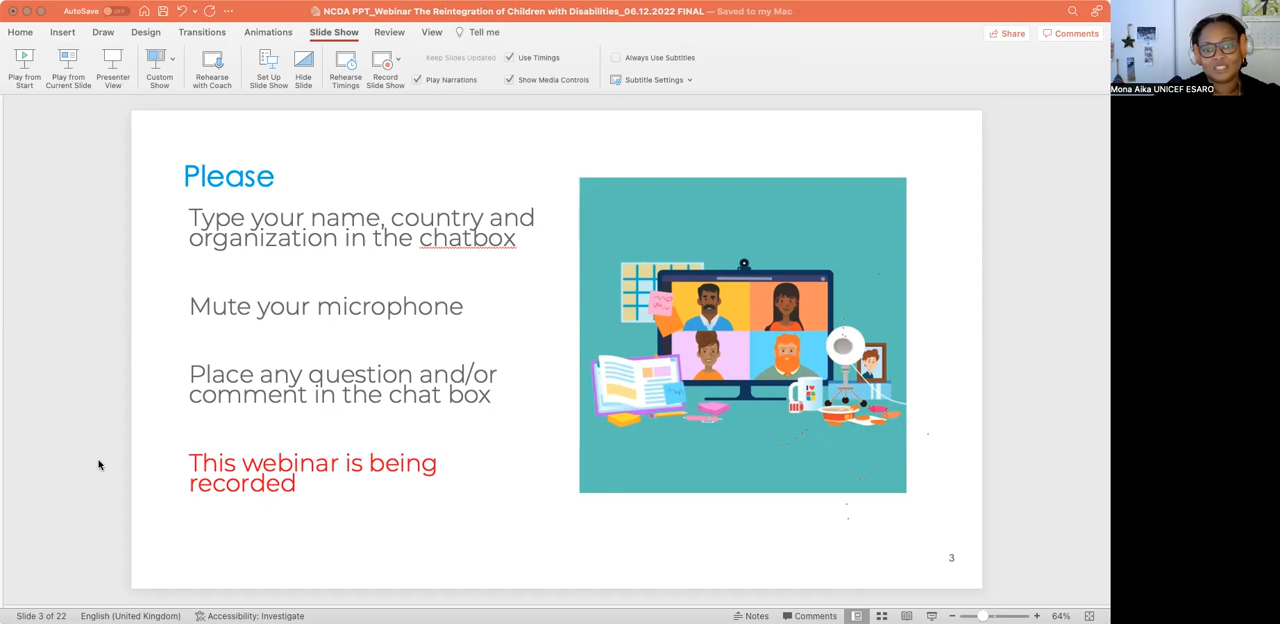 AutoSave OFF
NCDA PPT_Webinar The Reintegration of Children with Disabilities_06.12.2022 FINAL — Saved to my Mac
Home Insert Draw Design Transitions Animations Slide Show Review View Tell me Share Comments
Play from Start
Play from Current Slide
Presenter View
Custom Show
Rehearse with Coach
Set Up Slide Show
Hide Slide
Rehearse Timings
Record Slide Show
Keep Slides Updated
Use Timings
Play Narrations
Show Media Controls
Always Use Subtitles
Subtitle Settings
Mona Aika UNICEF ESARO
Please
Type your name, country and
organization in the chatbox
Mute your microphone
Place any question and/or
comment in the chat box
This webinar is being
recorded
3
Slide 3 of 22 English (United Kingdom) Accessibility: Investigate Notes Comments 64%